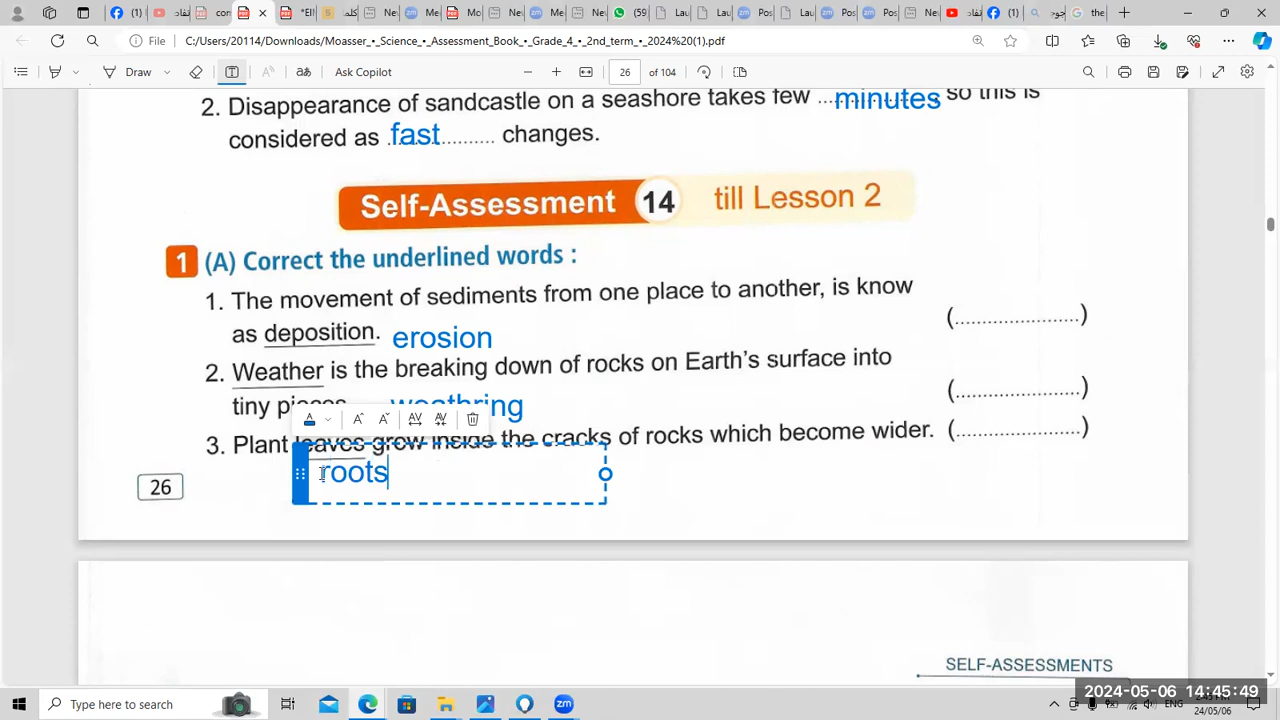 File C:/Users/20114/Downloads/Moasser_•_Science_•_Assessment_Book_•_Grade_4_•_2nd_term_•_2024%20(1).pdf
Draw Ask Copilot 26 of 104
2. Disappearance of sandcastle on a seashore takes few minutes so this is
considered as fast changes.
Self-Assessment 14 till Lesson 2
1 (A) Correct the underlined words :
1. The movement of sediments from one place to another, is know
as deposition. erosion (......................)
2. Weather is the breaking down of rocks on Earth's surface into
tiny pieces weathring (......................)
3. Plant leaves grow inside the cracks of rocks which become wider. (......................)
roots
26
SELF-ASSESSMENTS
Type here to search
ENG
24/05/06
2024-05-06 14:45:49